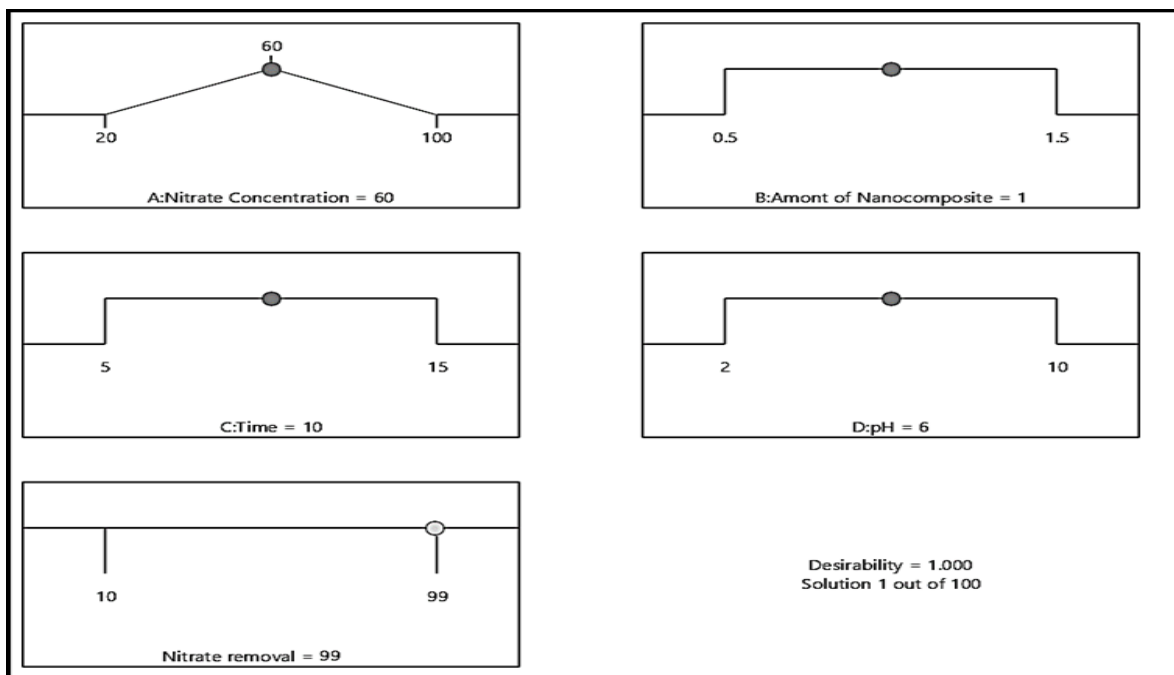 60
20
100
A:Nitrate Concentration = 60
0.5
1.5
B:Amont of Nanocomposite = 1
5
15
C:Time = 10
2
10
D:pH = 6
10
99
Nitrate removal = 99
Desirability = 1.000
Solution 1 out of 100